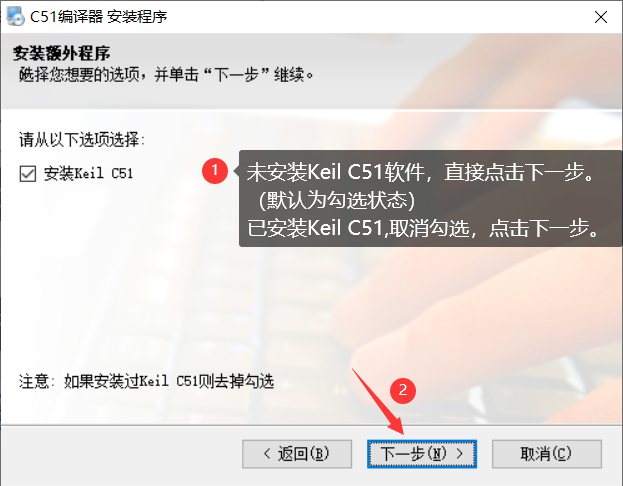 C51编译器 安装程序
安装额外程序
选择您想要的选项，并单击“下一步”继续。
请从以下选项选择：
安装Keil C51
1
未安装Keil C51软件，直接点击下一步。
（默认为勾选状态）
已安装Keil C51,取消勾选，点击下一步。
注意：如果安装过Keil C51则去掉勾选
2
< 返回(B)
下一步(N) >
取消(C)